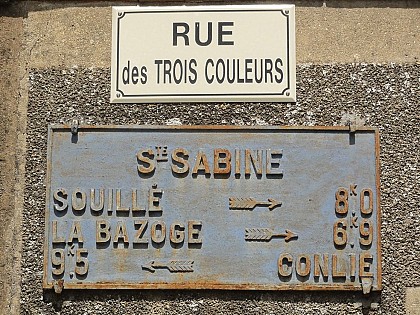 RUE
des TROIS COULEURS
STE SABINE
SOUILLÉ → 8K0
LA BAZOGE → 6K9
9K5 ← CONLIE